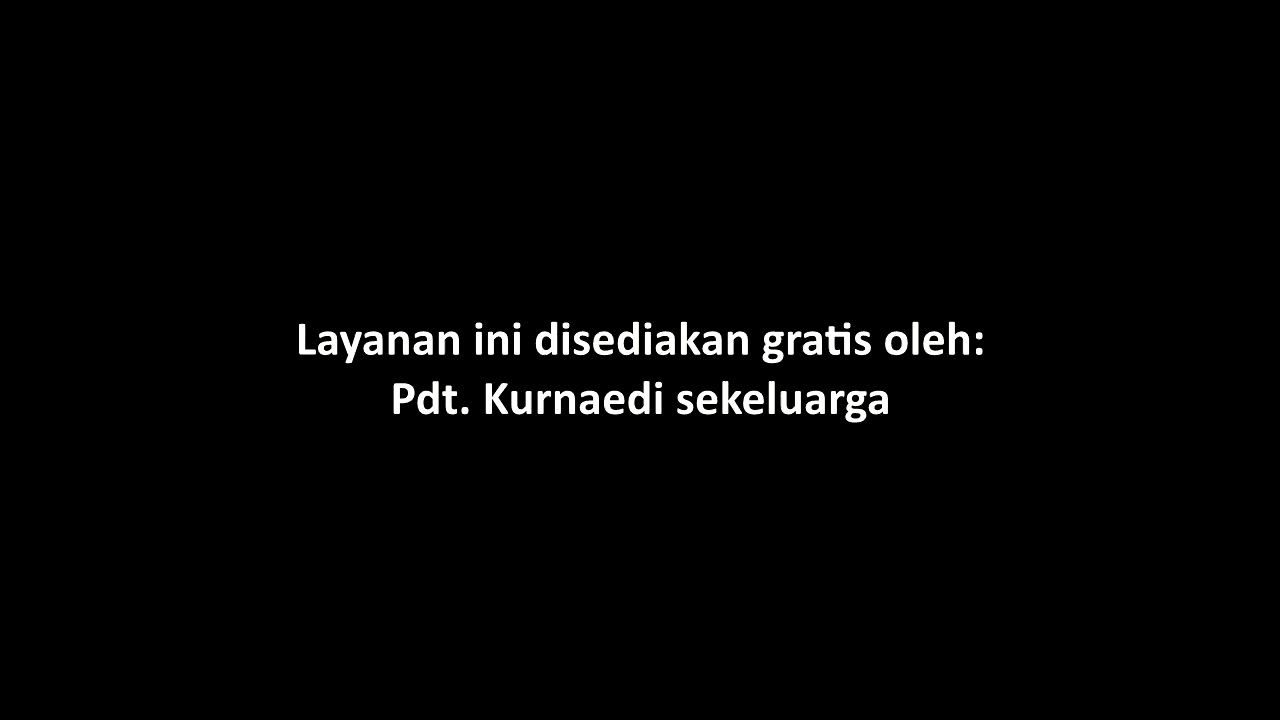 Layanan ini disediakan gratis oleh:
Pdt. Kurnaedi sekeluarga